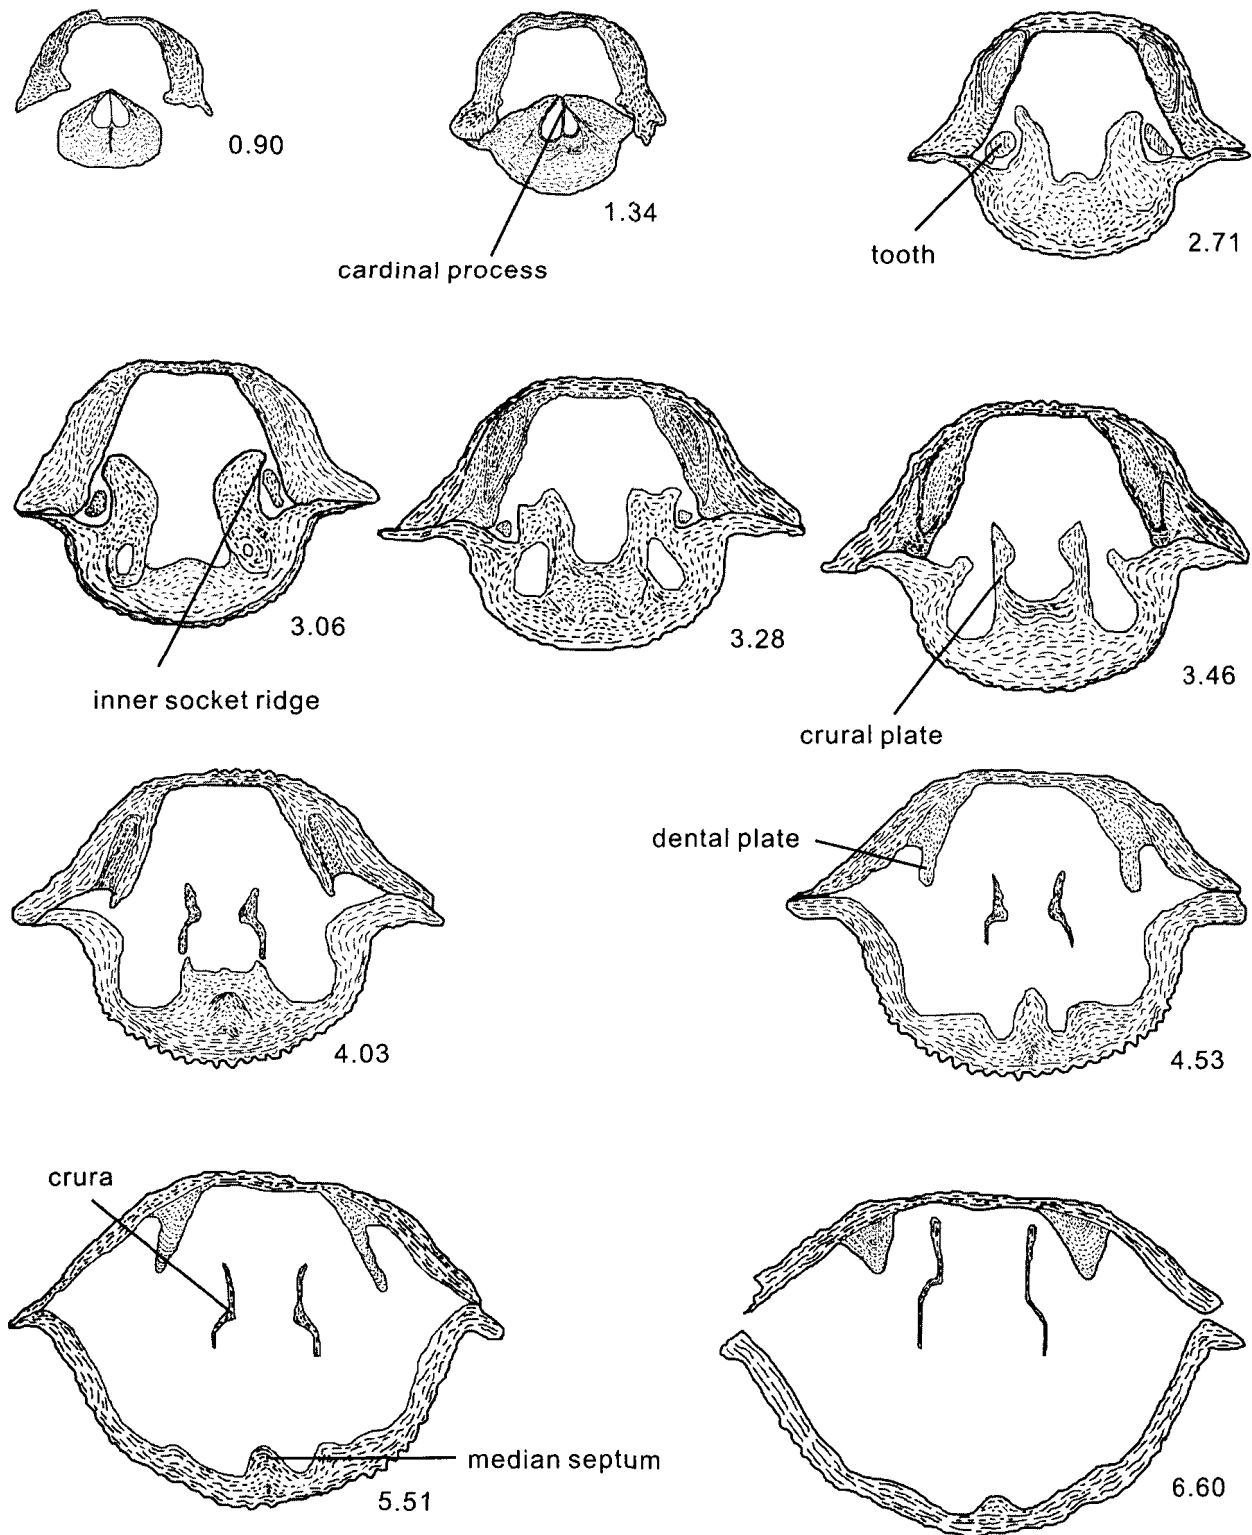 0.90
1.34
cardinal process
2.71
tooth
3.06
inner socket ridge
3.28
3.46
crural plate
4.03
dental plate
4.53
crura
5.51
median septum
6.60